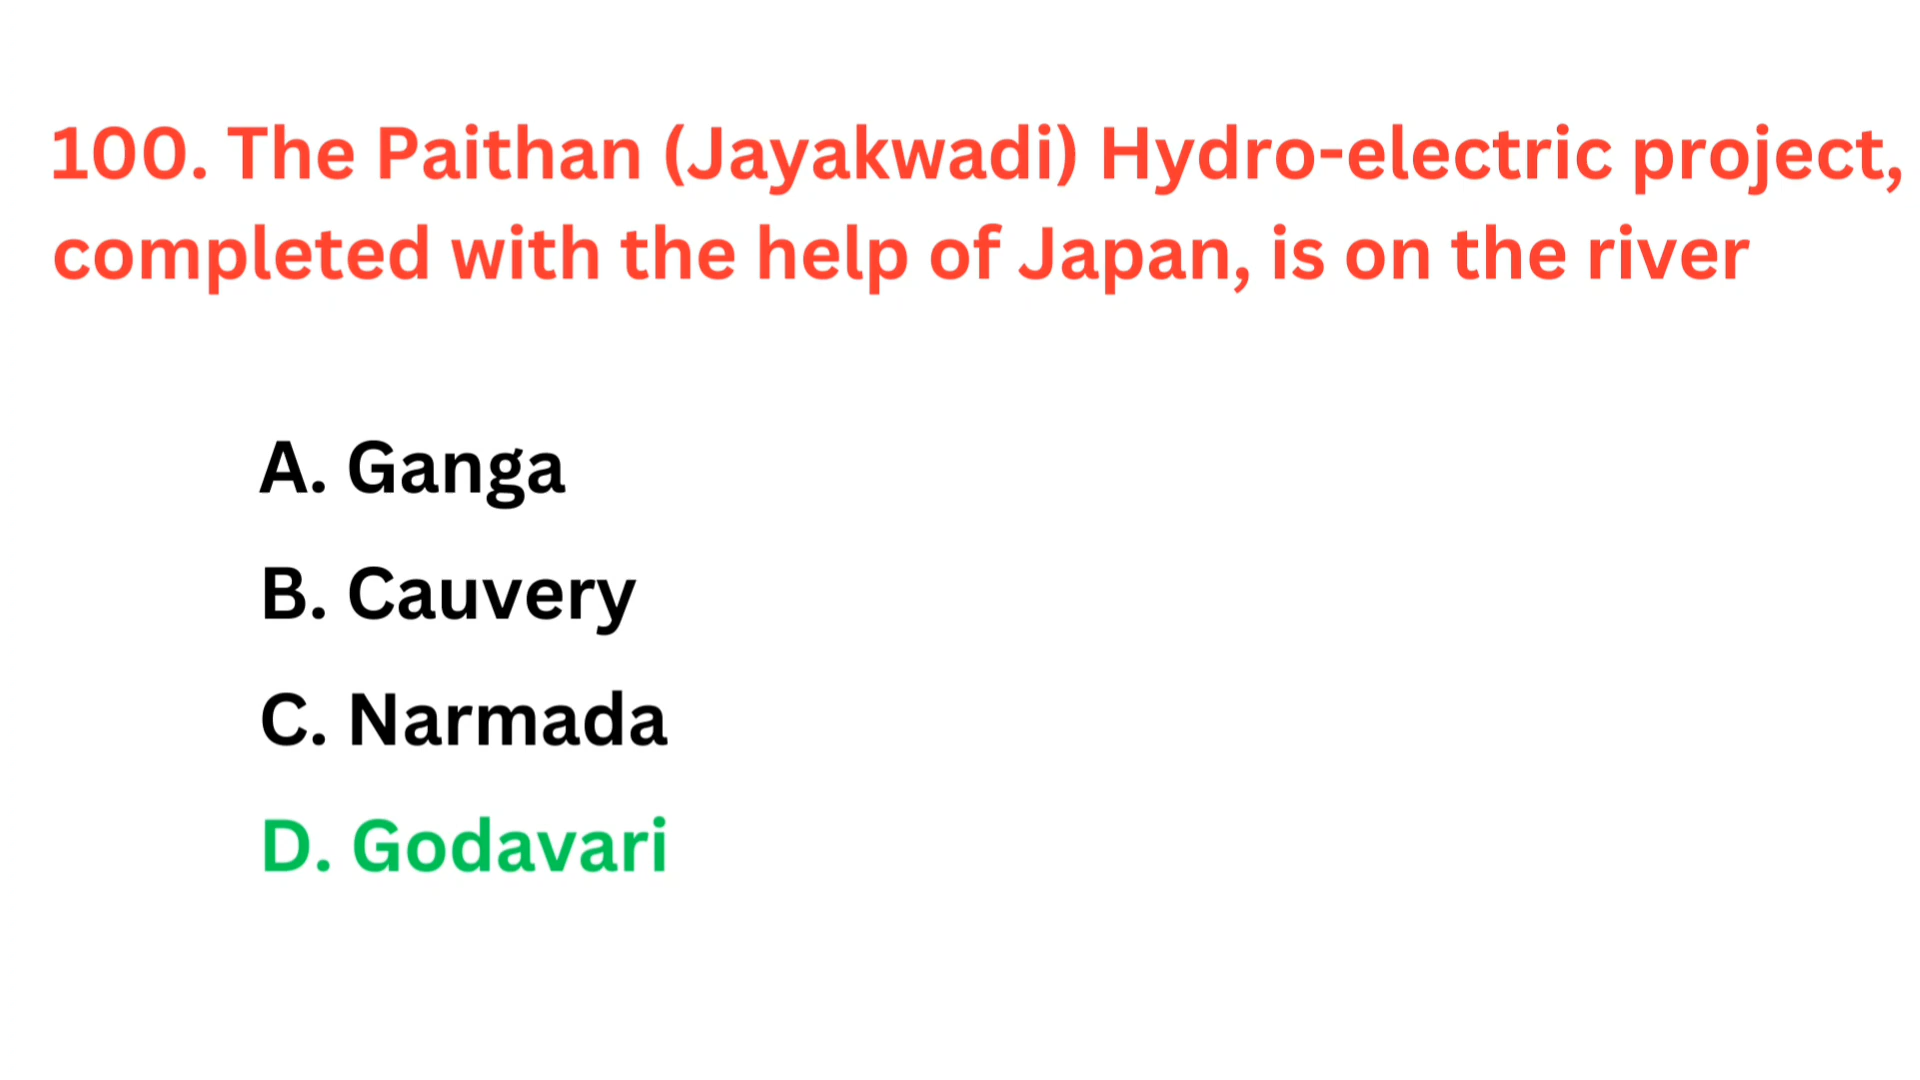 100. The Paithan (Jayakwadi) Hydro-electric project,
completed with the help of Japan, is on the river
A. Ganga
B. Cauvery
C. Narmada
D. Godavari